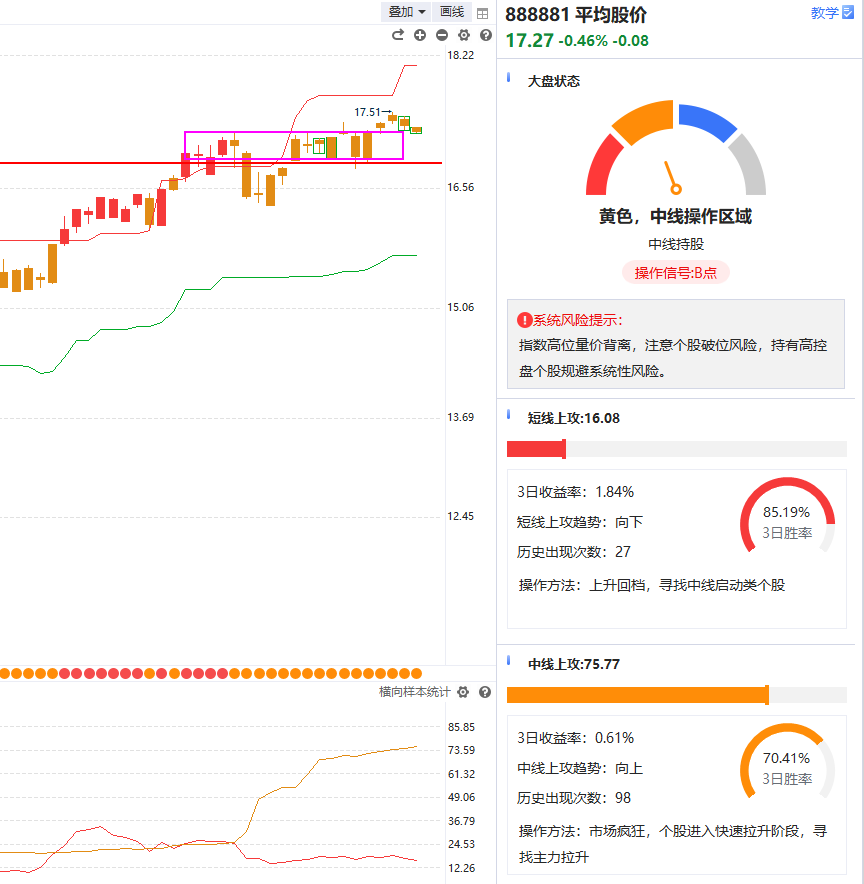 叠加 画线
888881 平均股价
教学
17.27 -0.46% -0.08
18.22
大盘状态
17.51
16.56
黄色，中线操作区域
中线持股
操作信号:B点
15.06
系统风险提示:
指数高位量价背离，注意个股破位风险，持有高控
盘个股规避系统性风险。
13.69
短线上攻:16.08
12.45
3日收益率：1.84%
短线上攻趋势：向下
历史出现次数：27
85.19%
3日胜率
操作方法：上升回档，寻找中线启动类个股
中线上攻:75.77
横向样本统计
85.85
73.59
61.32
49.06
36.79
24.53
12.26
3日收益率：0.61%
中线上攻趋势：向上
历史出现次数：98
70.41%
3日胜率
操作方法：市场疯狂，个股进入快速拉升阶段，寻
找主力拉升